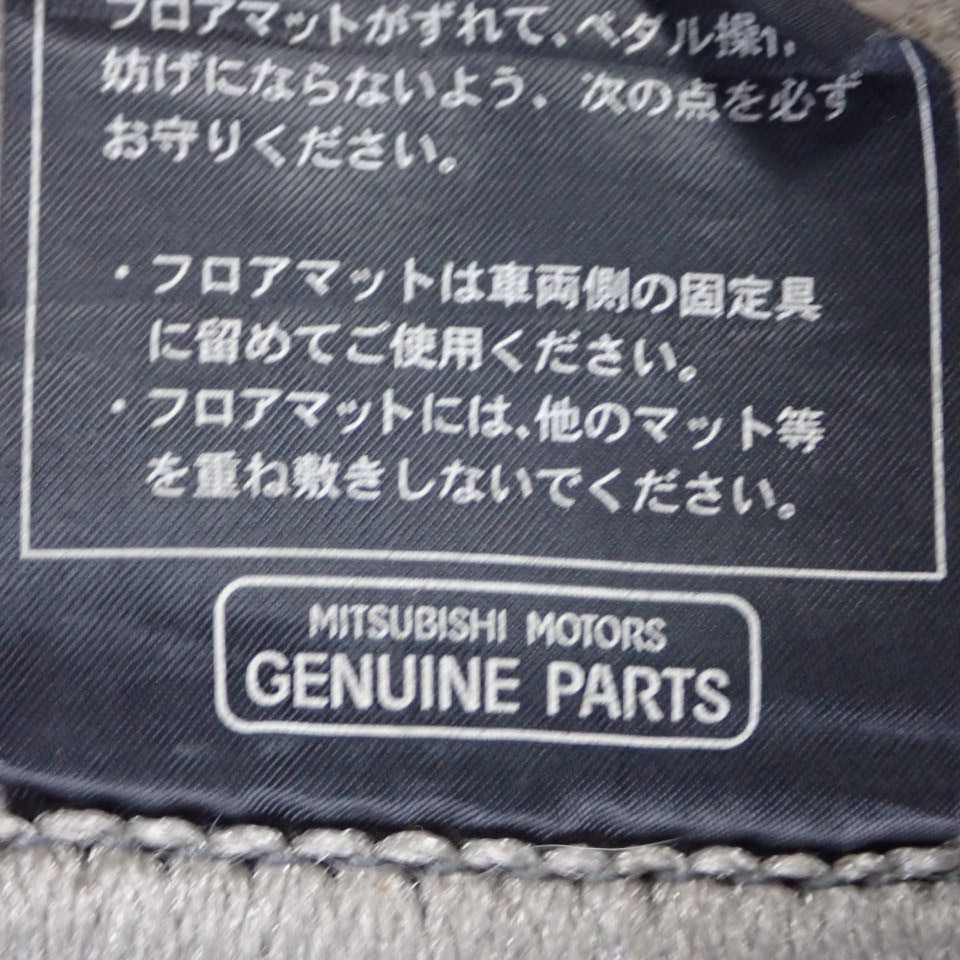 フロアマットがずれて、ペダル操
妨げにならないよう、次の点を必ず
お守りください。
・フロアマットは車両側の固定具
に留めてご使用ください。
・フロアマットには、他のマット等
を重ね敷きしないでください。
MITSUBISHI MOTORS
GENUINE PARTS